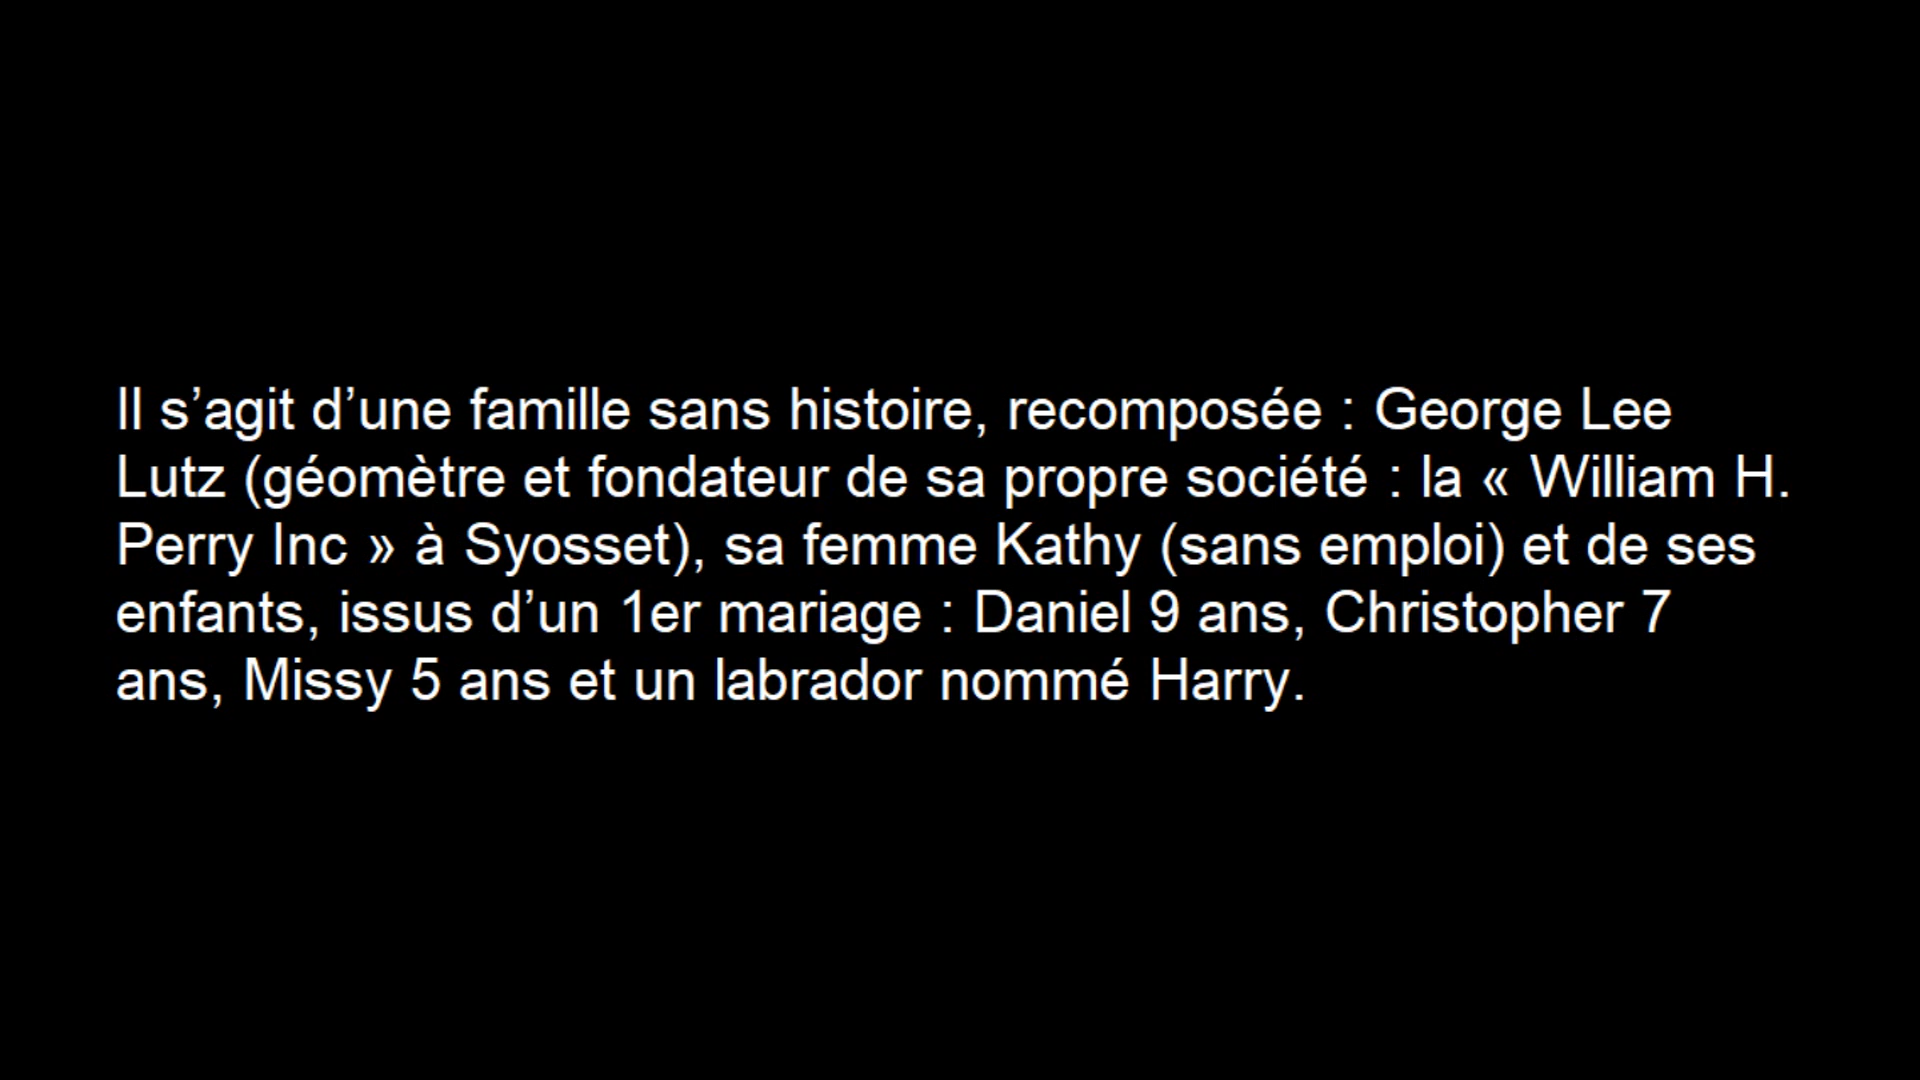 Il s’agit d’une famille sans histoire, recomposée : George Lee
Lutz (géomètre et fondateur de sa propre société : la « William H.
Perry Inc » à Syosset), sa femme Kathy (sans emploi) et de ses
enfants, issus d’un 1er mariage : Daniel 9 ans, Christopher 7
ans, Missy 5 ans et un labrador nommé Harry.